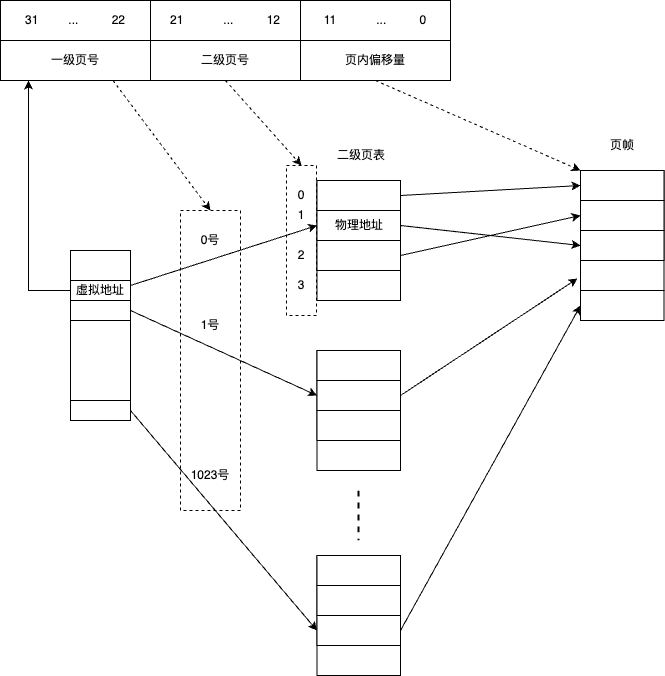 31 ... 22 21 ... 12 11 ... 0
一级页号 二级页号 页内偏移量
二级页表
页帧
0
1
物理地址
0号
2
虚拟地址
3
1号
1023号